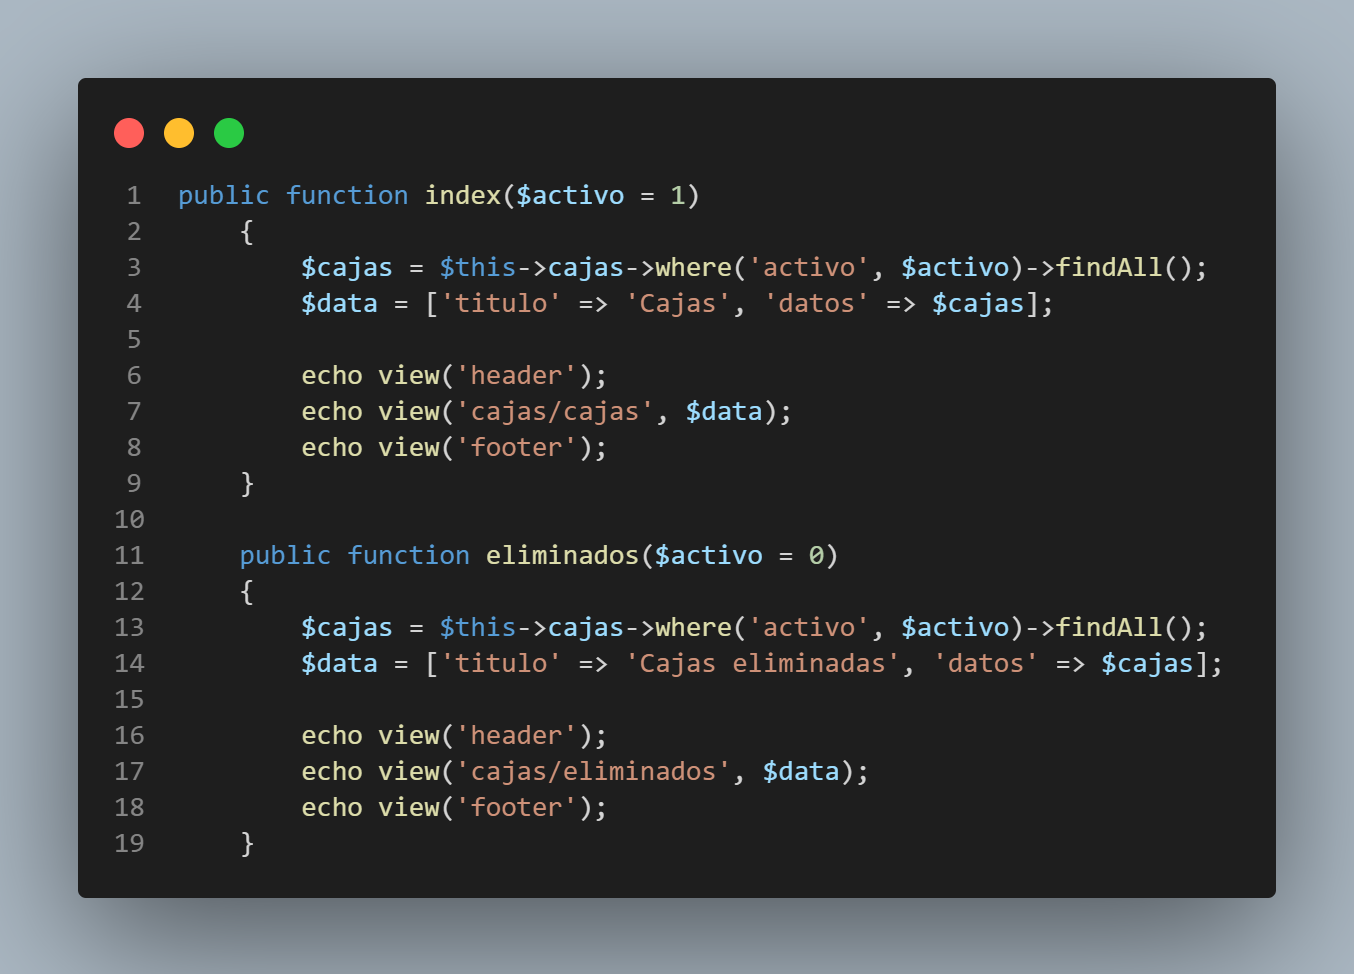 1 public function index($activo = 1)
2     {
3         $cajas = $this->cajas->where('activo', $activo)->findAll();
4         $data = ['titulo' => 'Cajas', 'datos' => $cajas];
5
6         echo view('header');
7         echo view('cajas/cajas', $data);
8         echo view('footer');
9     }
10
11     public function eliminados($activo = 0)
12     {
13         $cajas = $this->cajas->where('activo', $activo)->findAll();
14         $data = ['titulo' => 'Cajas eliminadas', 'datos' => $cajas];
15
16         echo view('header');
17         echo view('cajas/eliminados', $data);
18         echo view('footer');
19     }